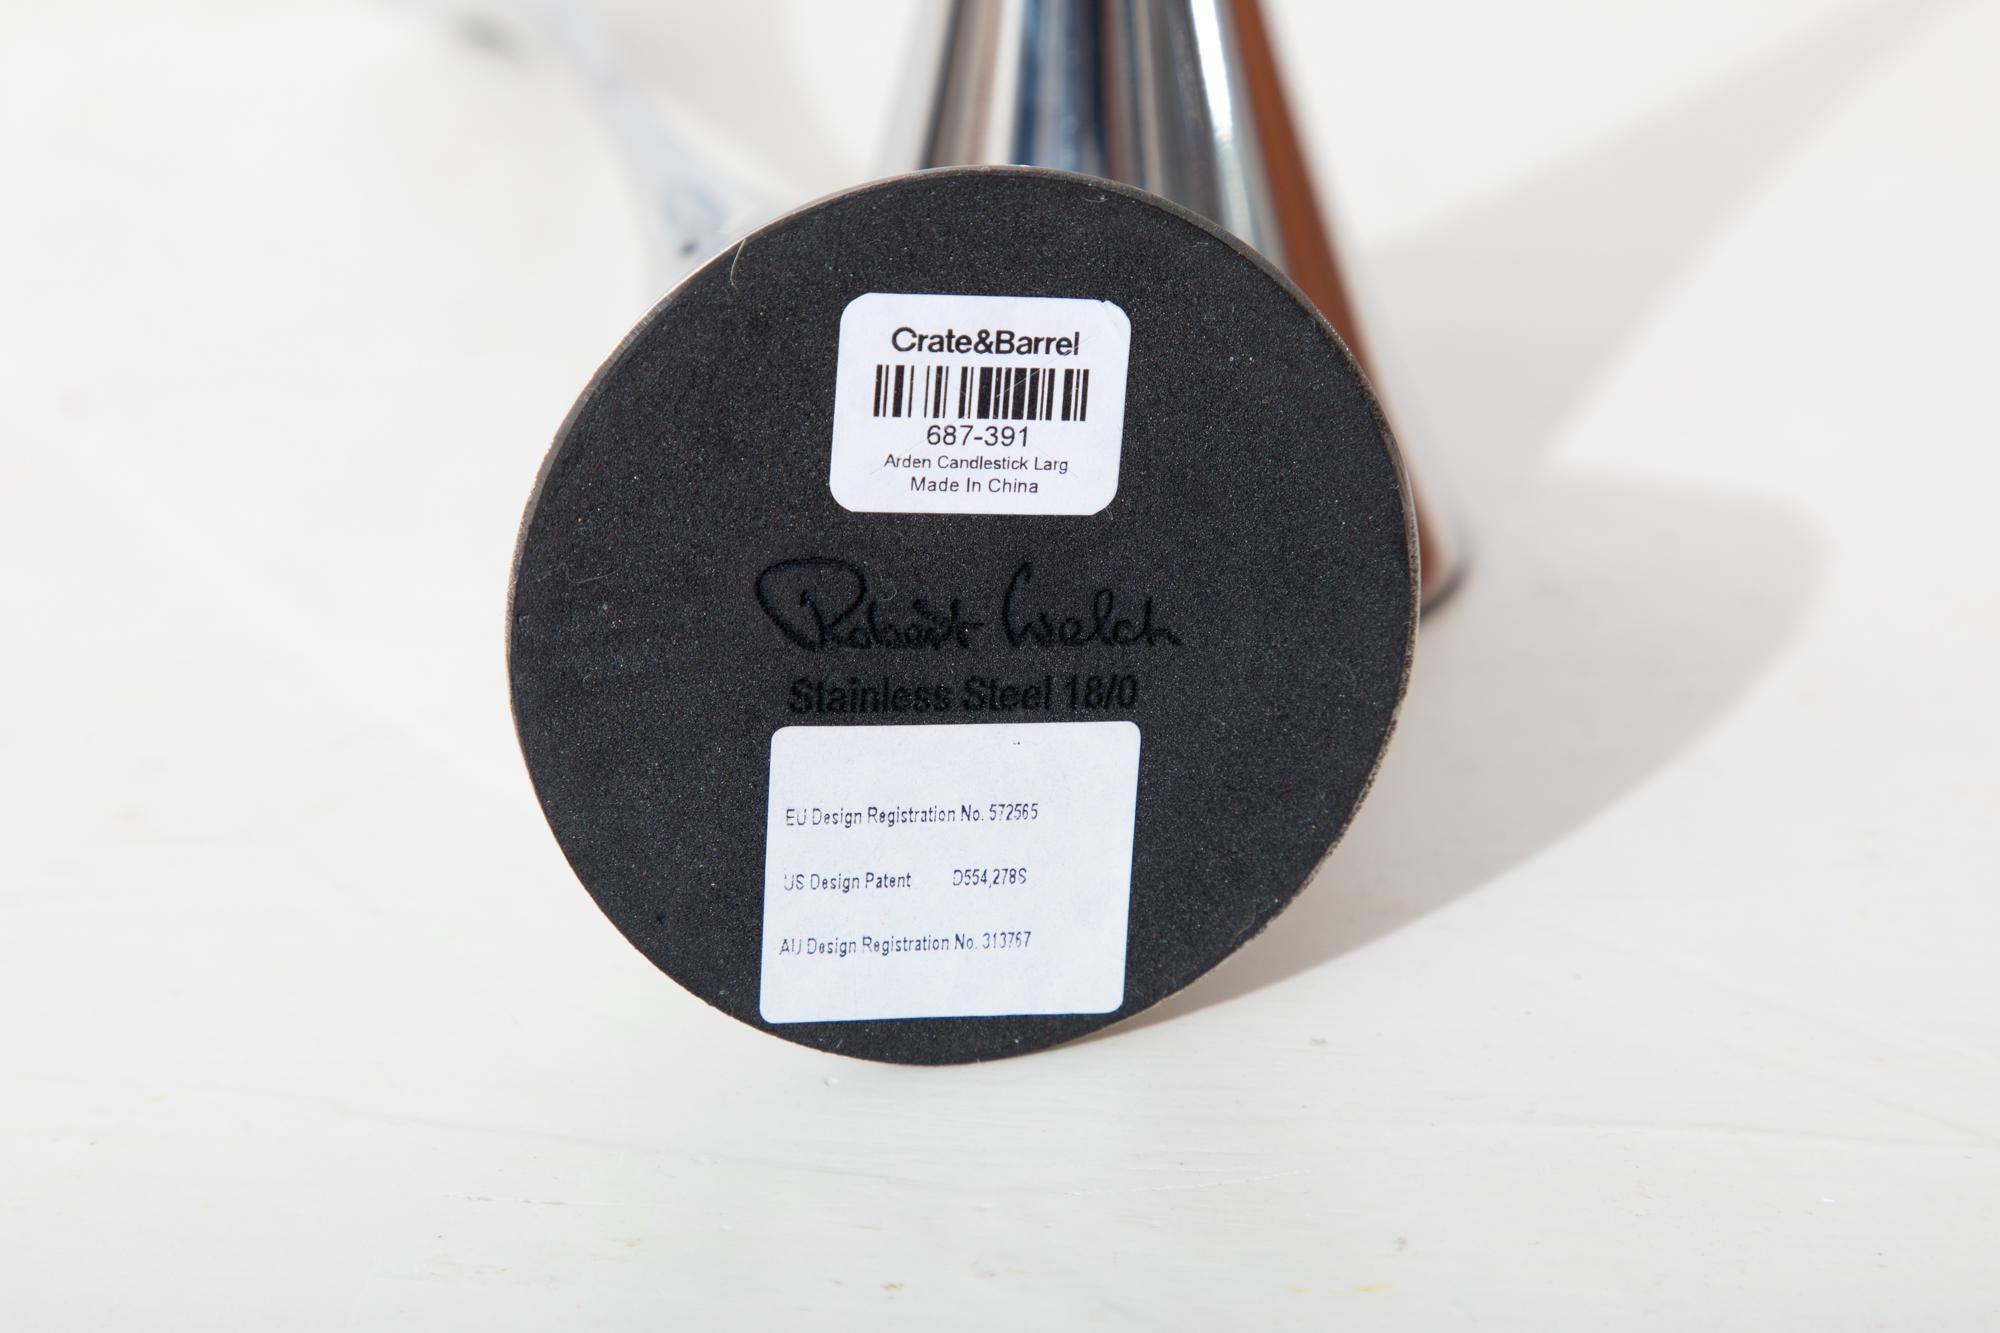 Crate&Barrel
687-391
Arden Candlestick Larg
Made In China
Robert Welch
Stainless Steel 18/0
EU Design Registration No. 572565
US Design Patent D554,278S
AU Design Registration No. 313767